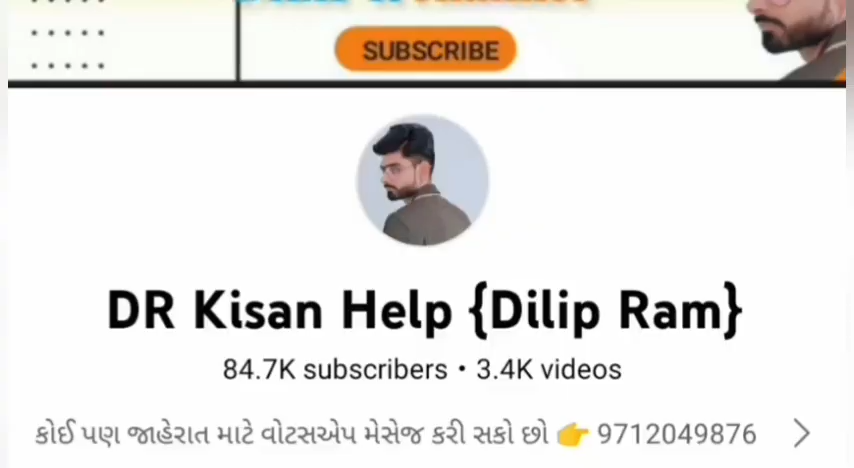 SUBSCRIBE
DR Kisan Help {Dilip Ram}
84.7K subscribers • 3.4K videos
કોઈ પણ જાહેરાત માટે વોટસએપ મેસેજ કરી સકો છો 👉 9712049876